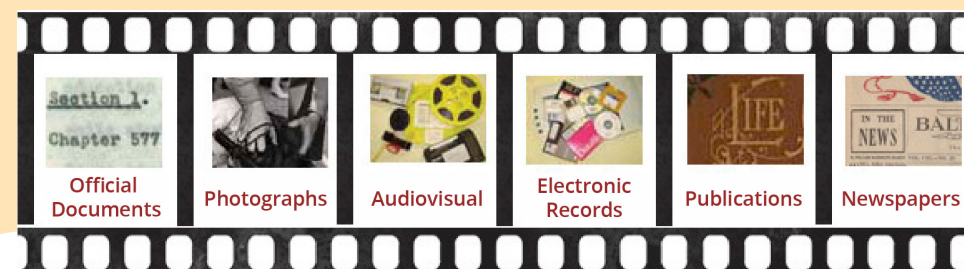 Section 1.
Chapter 577
LIFE
IN THE
NEWS
BAL
Official
Documents
Photographs
Audiovisual
Electronic
Records
Publications
Newspapers